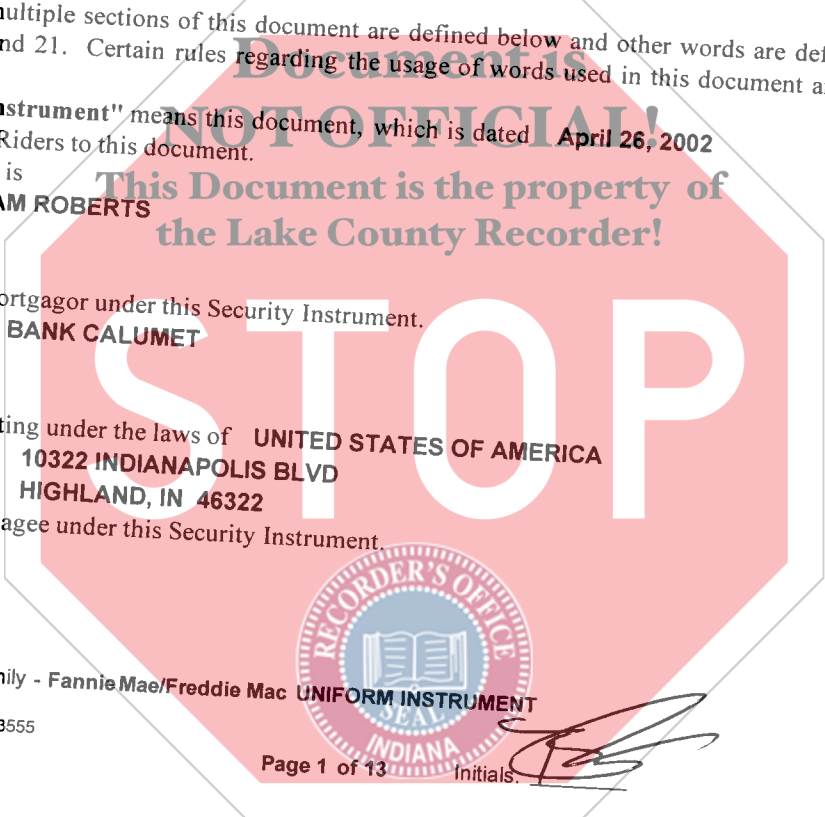 ultiple sections of this document are defined below and other words are def
nd 21. Certain rules regarding the usage of words used in this document a
Document is
nstrument" means this document, which is dated April 26, 2002
NOT OFFICIAL!
Riders to this document.
is
This Document is the property of
AM ROBERTS
the Lake County Recorder!
STOP
ortgagor under this Security Instrument.
BANK CALUMET
ting under the laws of UNITED STATES OF AMERICA
10322 INDIANAPOLIS BLVD
HIGHLAND, IN 46322
agee under this Security Instrument.
RECORDER'S OFFICE
SEAL
INDIANA
ily - Fannie Mae/Freddie Mac UNIFORM INSTRUMENT
3555
Page 1 of 13 Initials: